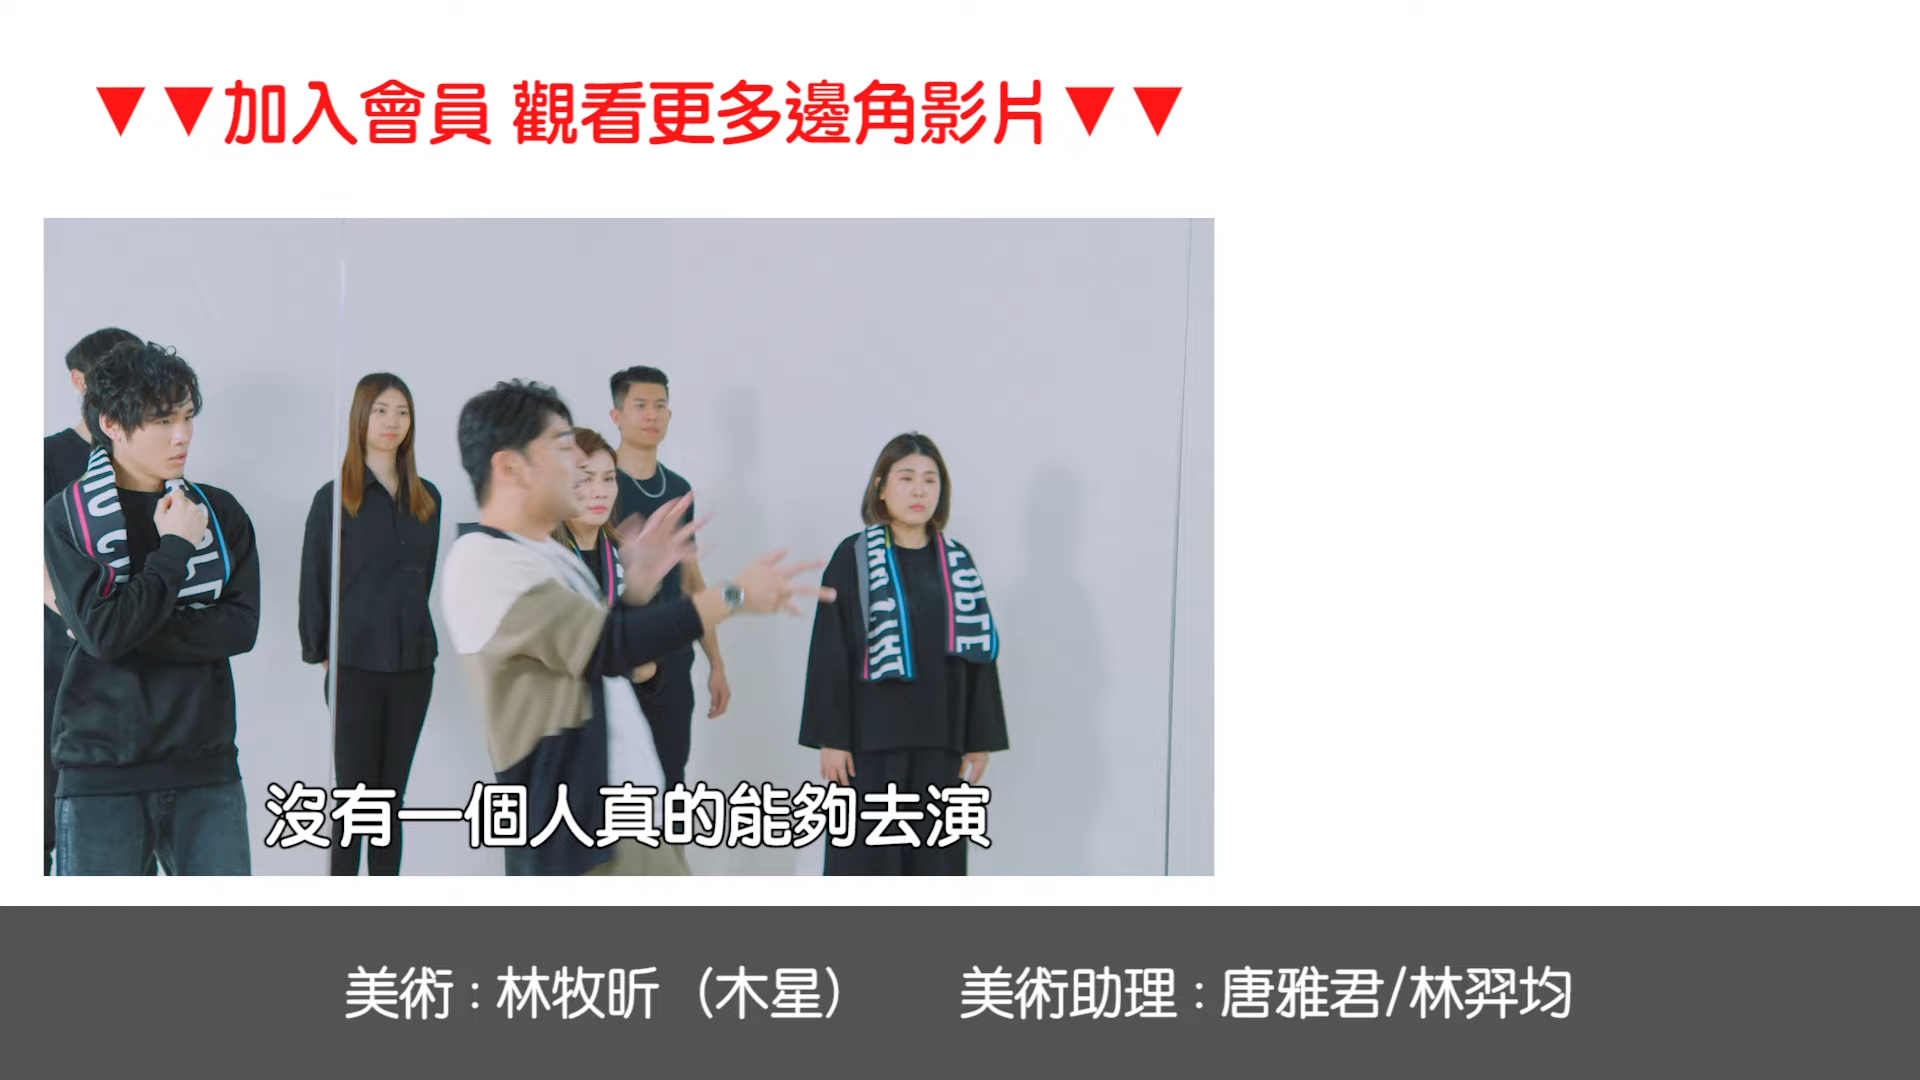 ▼▼加入會員 觀看更多邊角影片▼▼
沒有一個人真的能夠去演
美術：林牧昕（木星）　美術助理：唐雅君/林羿均